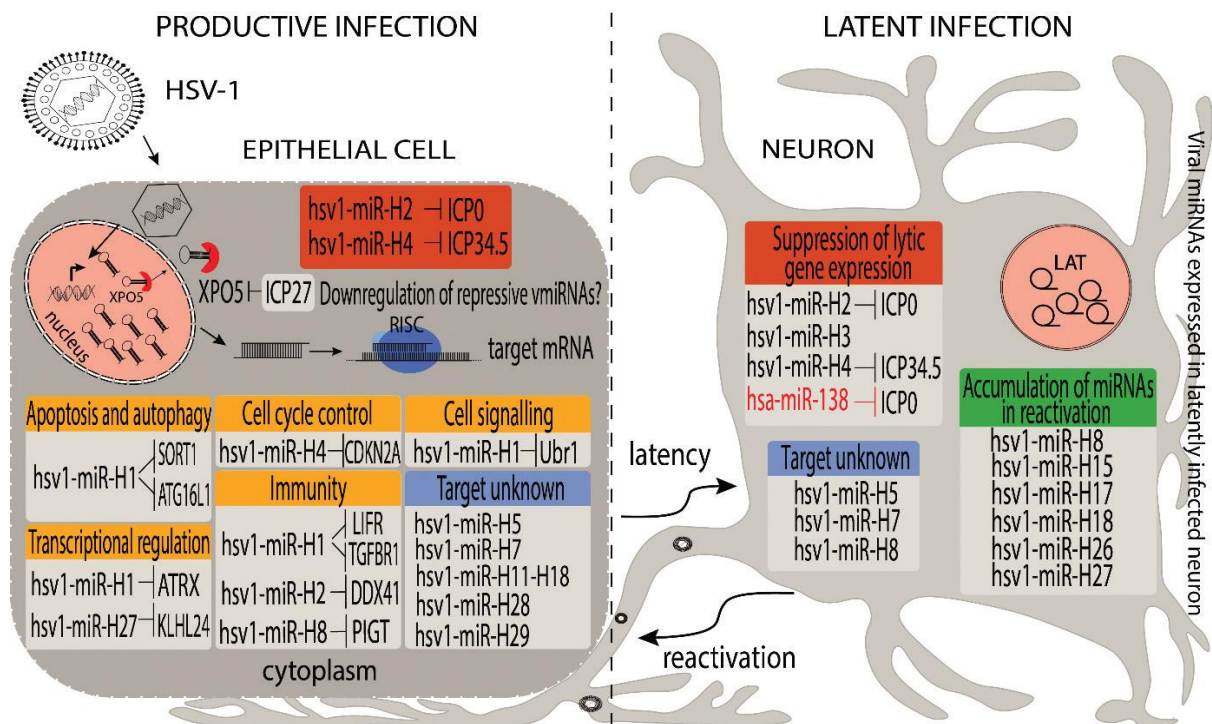 PRODUCTIVE INFECTION
HSV-1
EPITHELIAL CELL
hsv1-miR-H2 ⊣ ICP0
hsv1-miR-H4 ⊣ ICP34.5
XPO5
nucleus
XPO5 ⊢ ICP27 Downregulation of repressive vmiRNAs?
RISC
target mRNA
Apoptosis and autophagy
hsv1-miR-H1
SORT1
ATG16L1
Transcriptional regulation
hsv1-miR-H1 ⊣ ATRX
hsv1-miR-H27 ⊣ KLHL24
Cell cycle control
hsv1-miR-H4 ⊣ CDKN2A
Immunity
hsv1-miR-H1
LIFR
TGFBR1
hsv1-miR-H2 ⊣ DDX41
hsv1-miR-H8 ⊣ PIGT
Cell signalling
hsv1-miR-H1 ⊣ Ubr1
Target unknown
hsv1-miR-H5
hsv1-miR-H7
hsv1-miR-H11-H18
hsv1-miR-H28
hsv1-miR-H29
cytoplasm
latency
reactivation
LATENT INFECTION
NEURON
Suppression of lytic
gene expression
hsv1-miR-H2 ⊣ ICP0
hsv1-miR-H3
hsv1-miR-H4 ⊣ ICP34.5
hsa-miR-138 ⊣ ICP0
Target unknown
hsv1-miR-H5
hsv1-miR-H7
hsv1-miR-H8
LAT
Accumulation of miRNAs
in reactivation
hsv1-miR-H8
hsv1-miR-H15
hsv1-miR-H17
hsv1-miR-H18
hsv1-miR-H26
hsv1-miR-H27
Viral miRNAs expressed in latently infected neuron